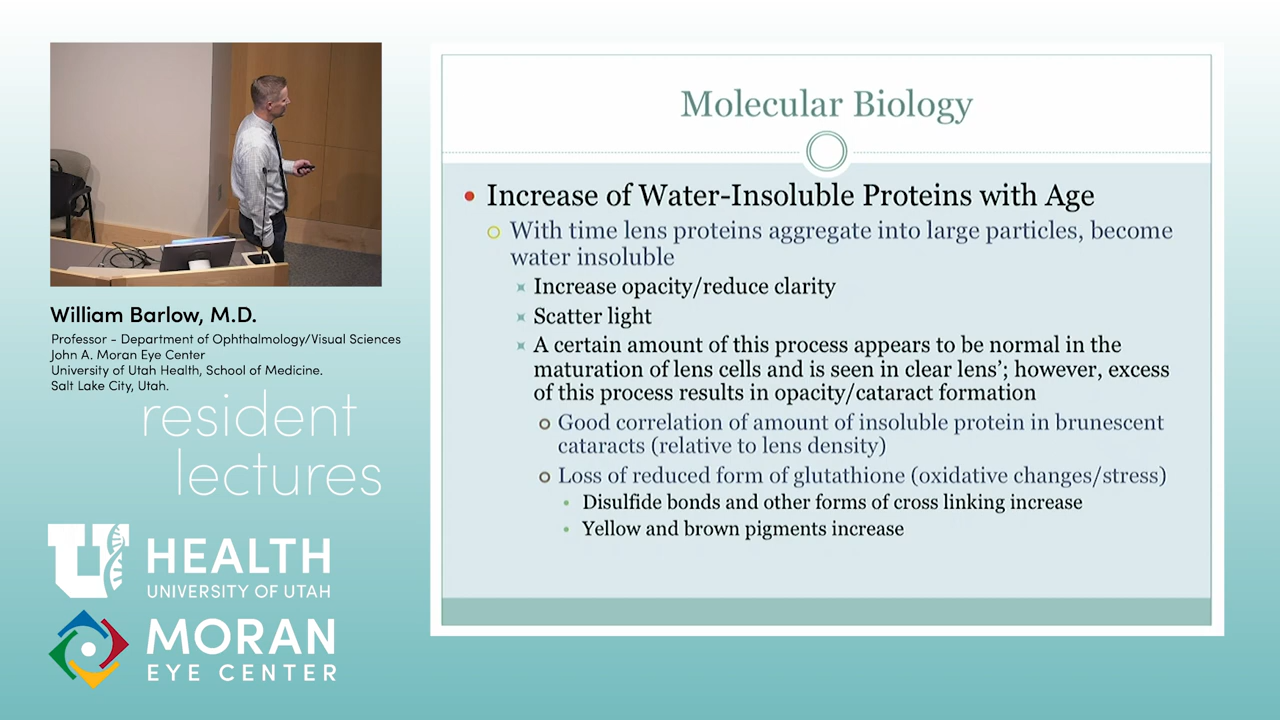 William Barlow, M.D.
Professor - Department of Ophthalmology/Visual Sciences
John A. Moran Eye Center
University of Utah Health, School of Medicine.
Salt Lake City, Utah.
resident
lectures
U HEALTH
UNIVERSITY OF UTAH
MORAN
EYE CENTER
Molecular Biology
Increase of Water-Insoluble Proteins with Age
With time lens proteins aggregate into large particles, become
water insoluble
Increase opacity/reduce clarity
Scatter light
A certain amount of this process appears to be normal in the
maturation of lens cells and is seen in clear lens’; however, excess
of this process results in opacity/cataract formation
Good correlation of amount of insoluble protein in brunescent
cataracts (relative to lens density)
Loss of reduced form of glutathione (oxidative changes/stress)
Disulfide bonds and other forms of cross linking increase
Yellow and brown pigments increase